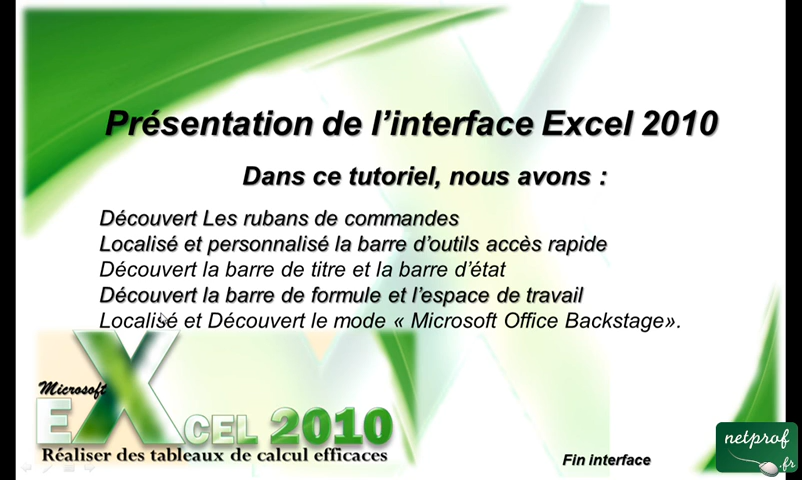 Présentation de l'interface Excel 2010
Dans ce tutoriel, nous avons :
Découvert Les rubans de commandes
Localisé et personnalisé la barre d'outils accès rapide
Découvert la barre de titre et la barre d'état
Découvert la barre de formule et l'espace de travail
Localisé et Découvert le mode « Microsoft Office Backstage».
Microsoft
EXCEL 2010
Réaliser des tableaux de calcul efficaces
Fin interface
netprof
.fr